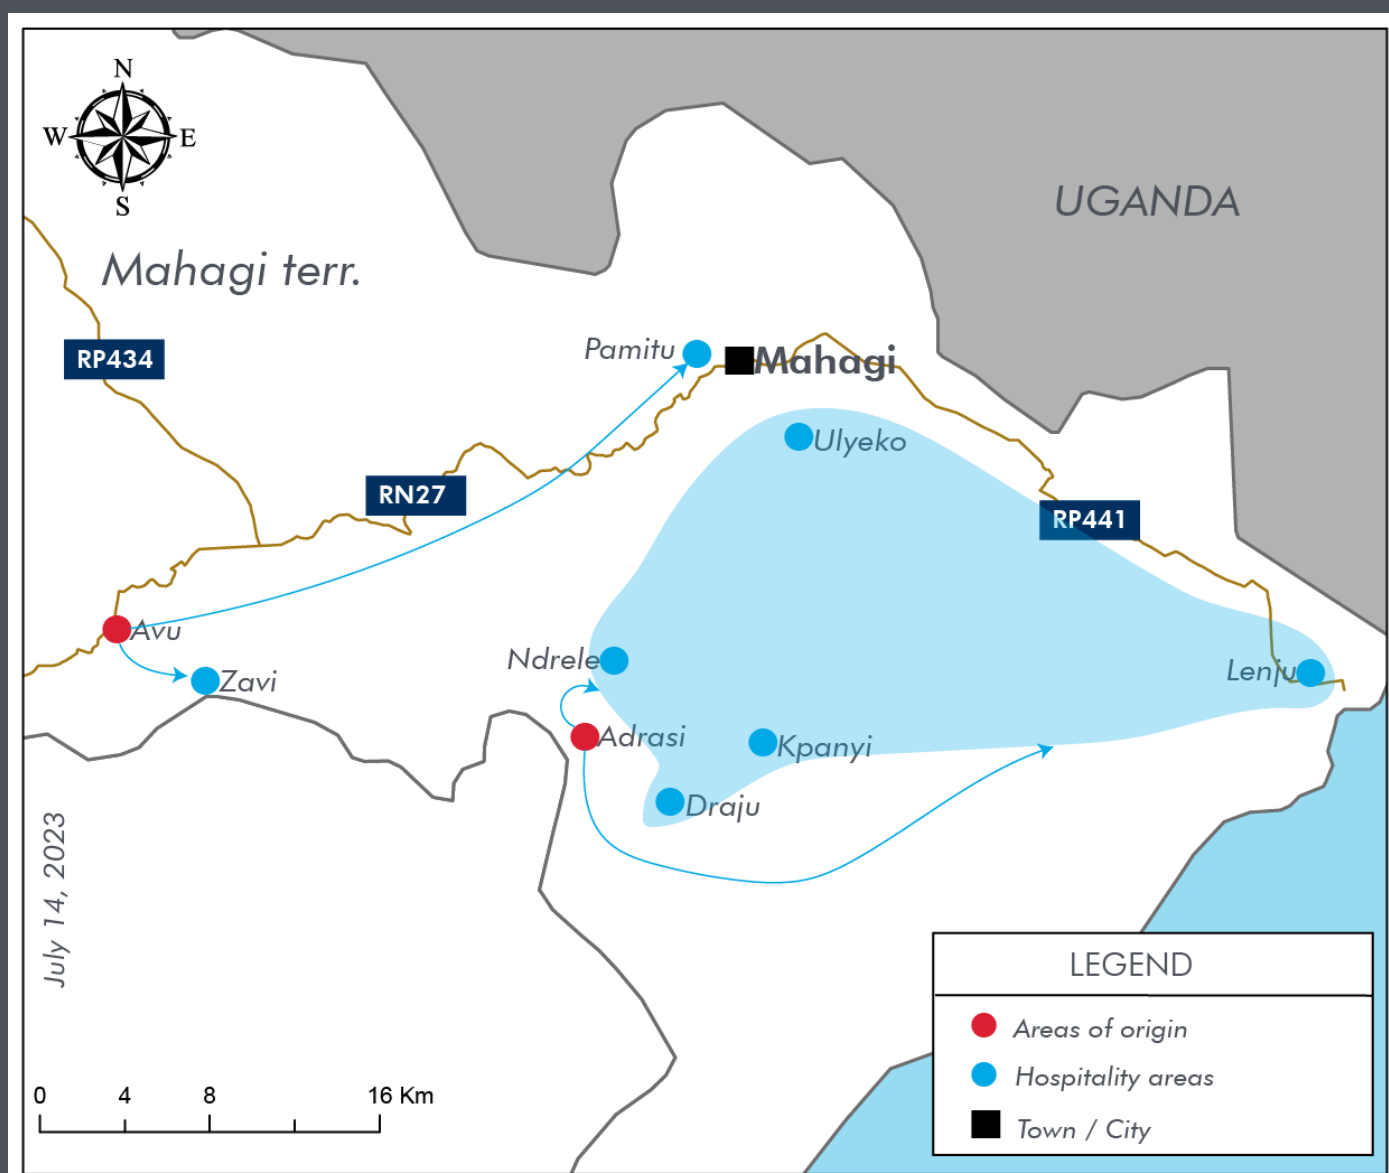 N
W E
S
UGANDA
Mahagi terr.
RP434
Pamitu
Mahagi
Ulyeko
RN27
RP441
Avu
Zavi
Ndrele
Lenju
Adrasi
Kpanyi
Draju
July 14, 2023
LEGEND
Areas of origin
Hospitality areas
Town / City
0 4 8 16 Km